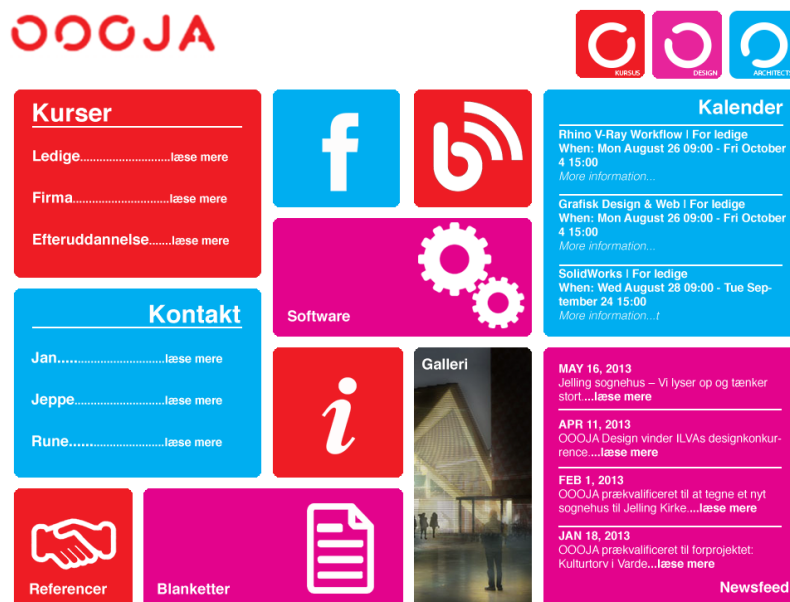 OOOJA
KURSUS
DESIGN
ARCHITECTS
Kurser
Ledige............................læse mere
Firma..............................læse mere
Efteruddannelse.......læse mere
Kontakt
Jan................................læse mere
Jeppe............................læse mere
Rune.............................læse mere
Software
Galleri
Referencer
Blanketter
Kalender
Rhino V-Ray Workflow I For ledige
When: Mon August 26 09:00 - Fri October
4 15:00
More information...
Grafisk Design & Web I For ledige
When: Mon August 26 09:00 - Fri October
4 15:00
More information...
SolidWorks I For ledige
When: Wed August 28 09:00 - Tue Sep-
tember 24 15:00
More information...t
MAY 16, 2013
Jelling sognehus – Vi lyser op og tænker
stort....læse mere
APR 11, 2013
OOOJA Design vinder ILVAs designkonkur-
rence....læse mere
FEB 1, 2013
OOOJA prækvalificeret til at tegne et nyt
sognehus til Jelling Kirke....læse mere
JAN 18, 2013
OOOJA prækvalificeret til forprojektet:
Kulturtorv i Varde...læse mere
Newsfeed